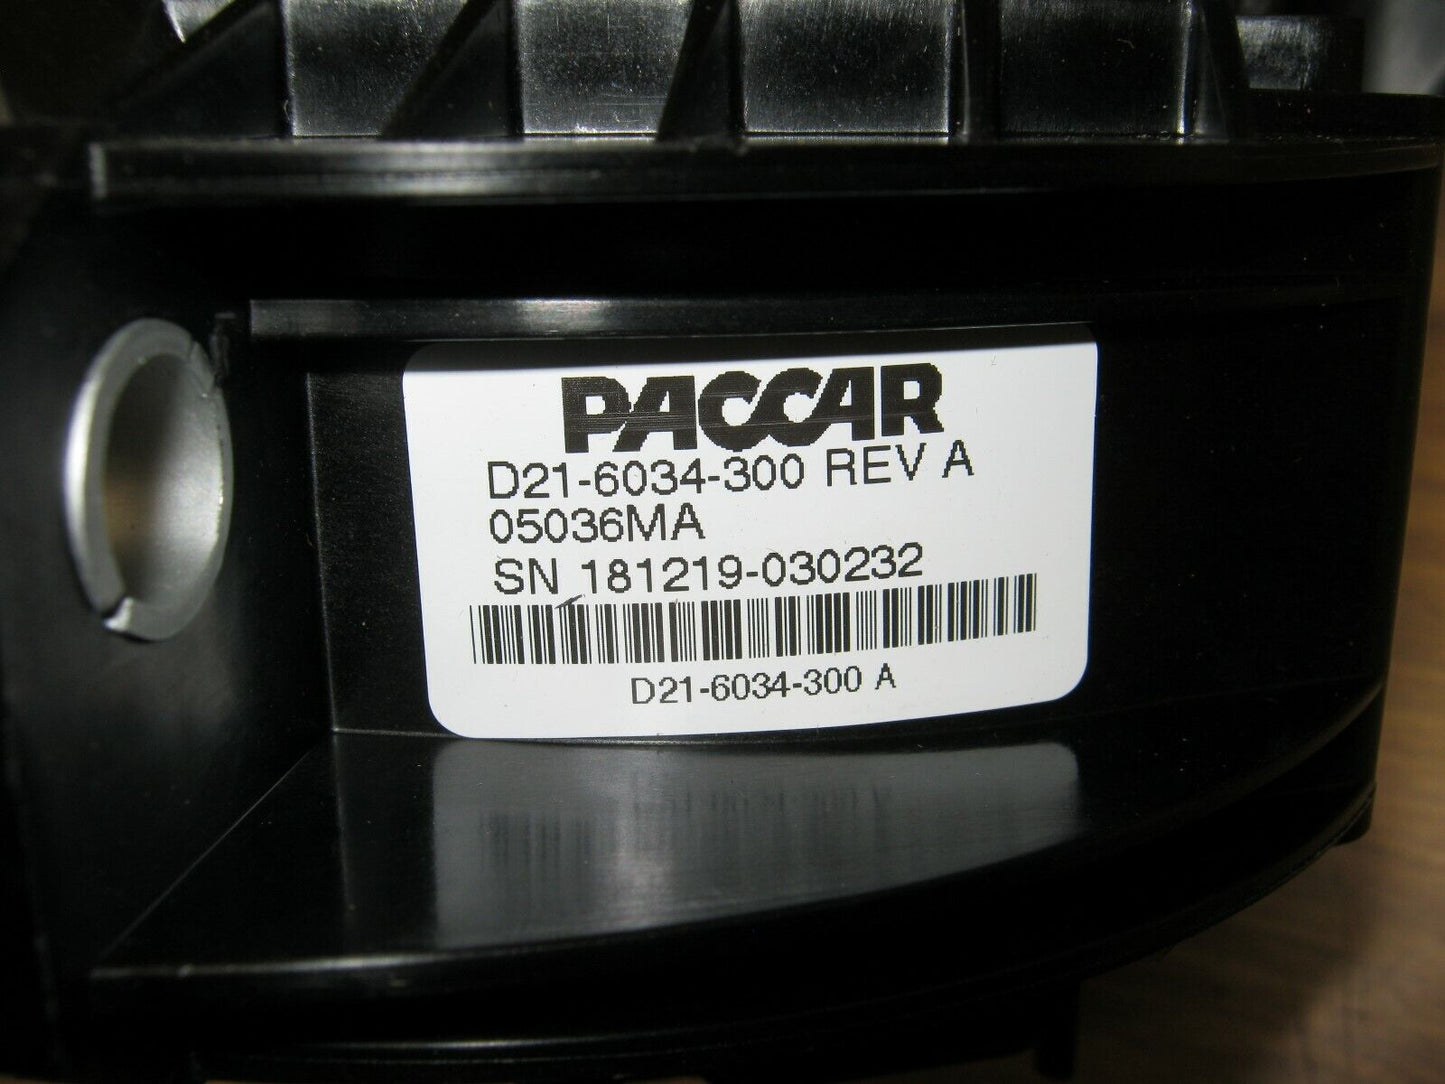 PACCAR
D21-6034-300 REV A
05036MA
SN 181219-030232
D21-6034-300 A